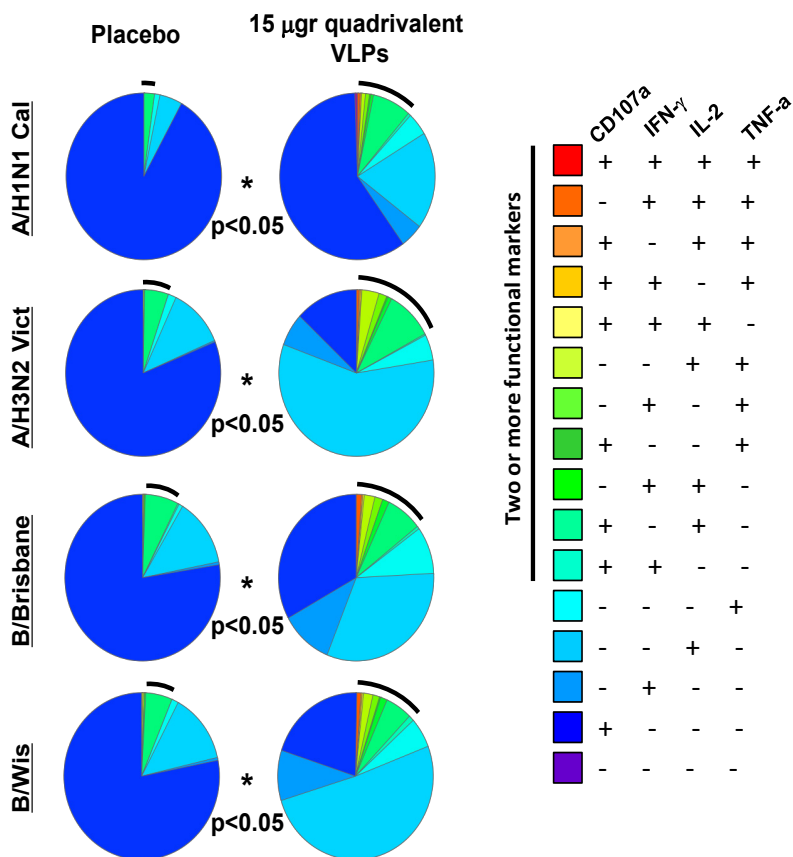 Placebo
15 μgr quadrivalent
VLPs
A/H1N1 Cal
*
p<0.05
A/H3N2 Vict
*
p<0.05
B/Brisbane
*
p<0.05
B/Wis
*
p<0.05
CD107a IFN-γ IL-2 TNF-a
Two or more functional markers
+ + + +
- + + +
+ - + +
+ + - +
+ + + -
- - + +
- + - +
+ - - +
- + + -
+ - + -
+ + - -
- - - +
- - + -
- + - -
+ - - -
- - - -